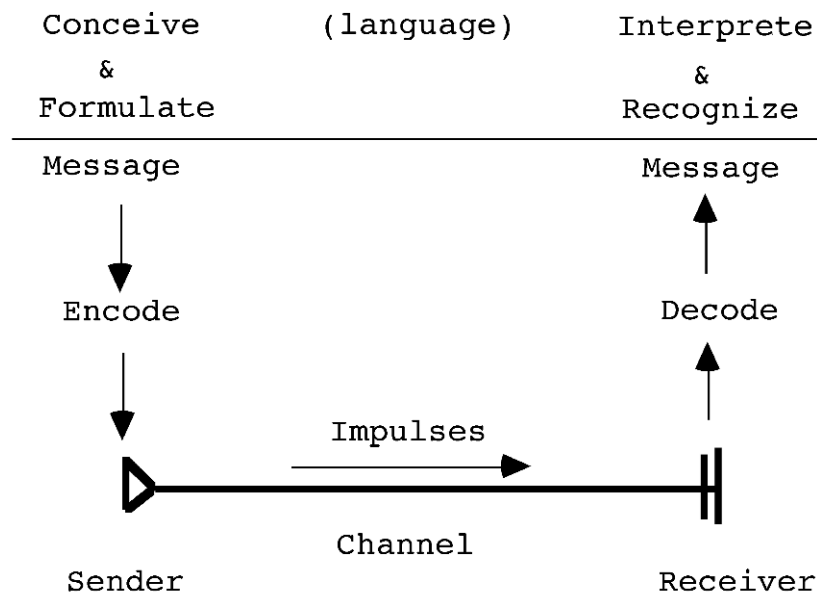 Conceive (language) Interprete
& &
Formulate Recognize
Message Message
Encode Decode
Impulses
Channel
Sender Receiver